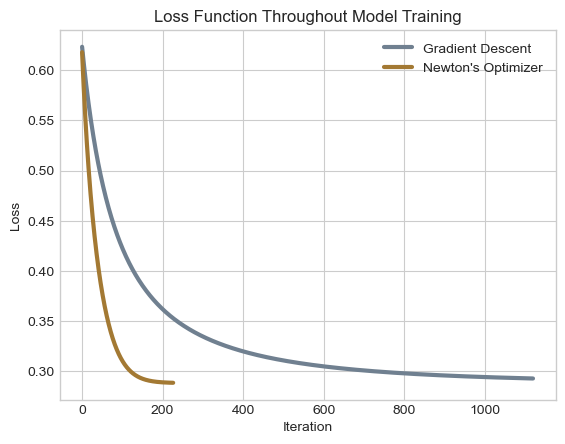 Loss Function Throughout Model Training
Gradient Descent
Newton's Optimizer
Loss
0.60
0.55
0.50
0.45
0.40
0.35
0.30
0 200 400 600 800 1000
Iteration